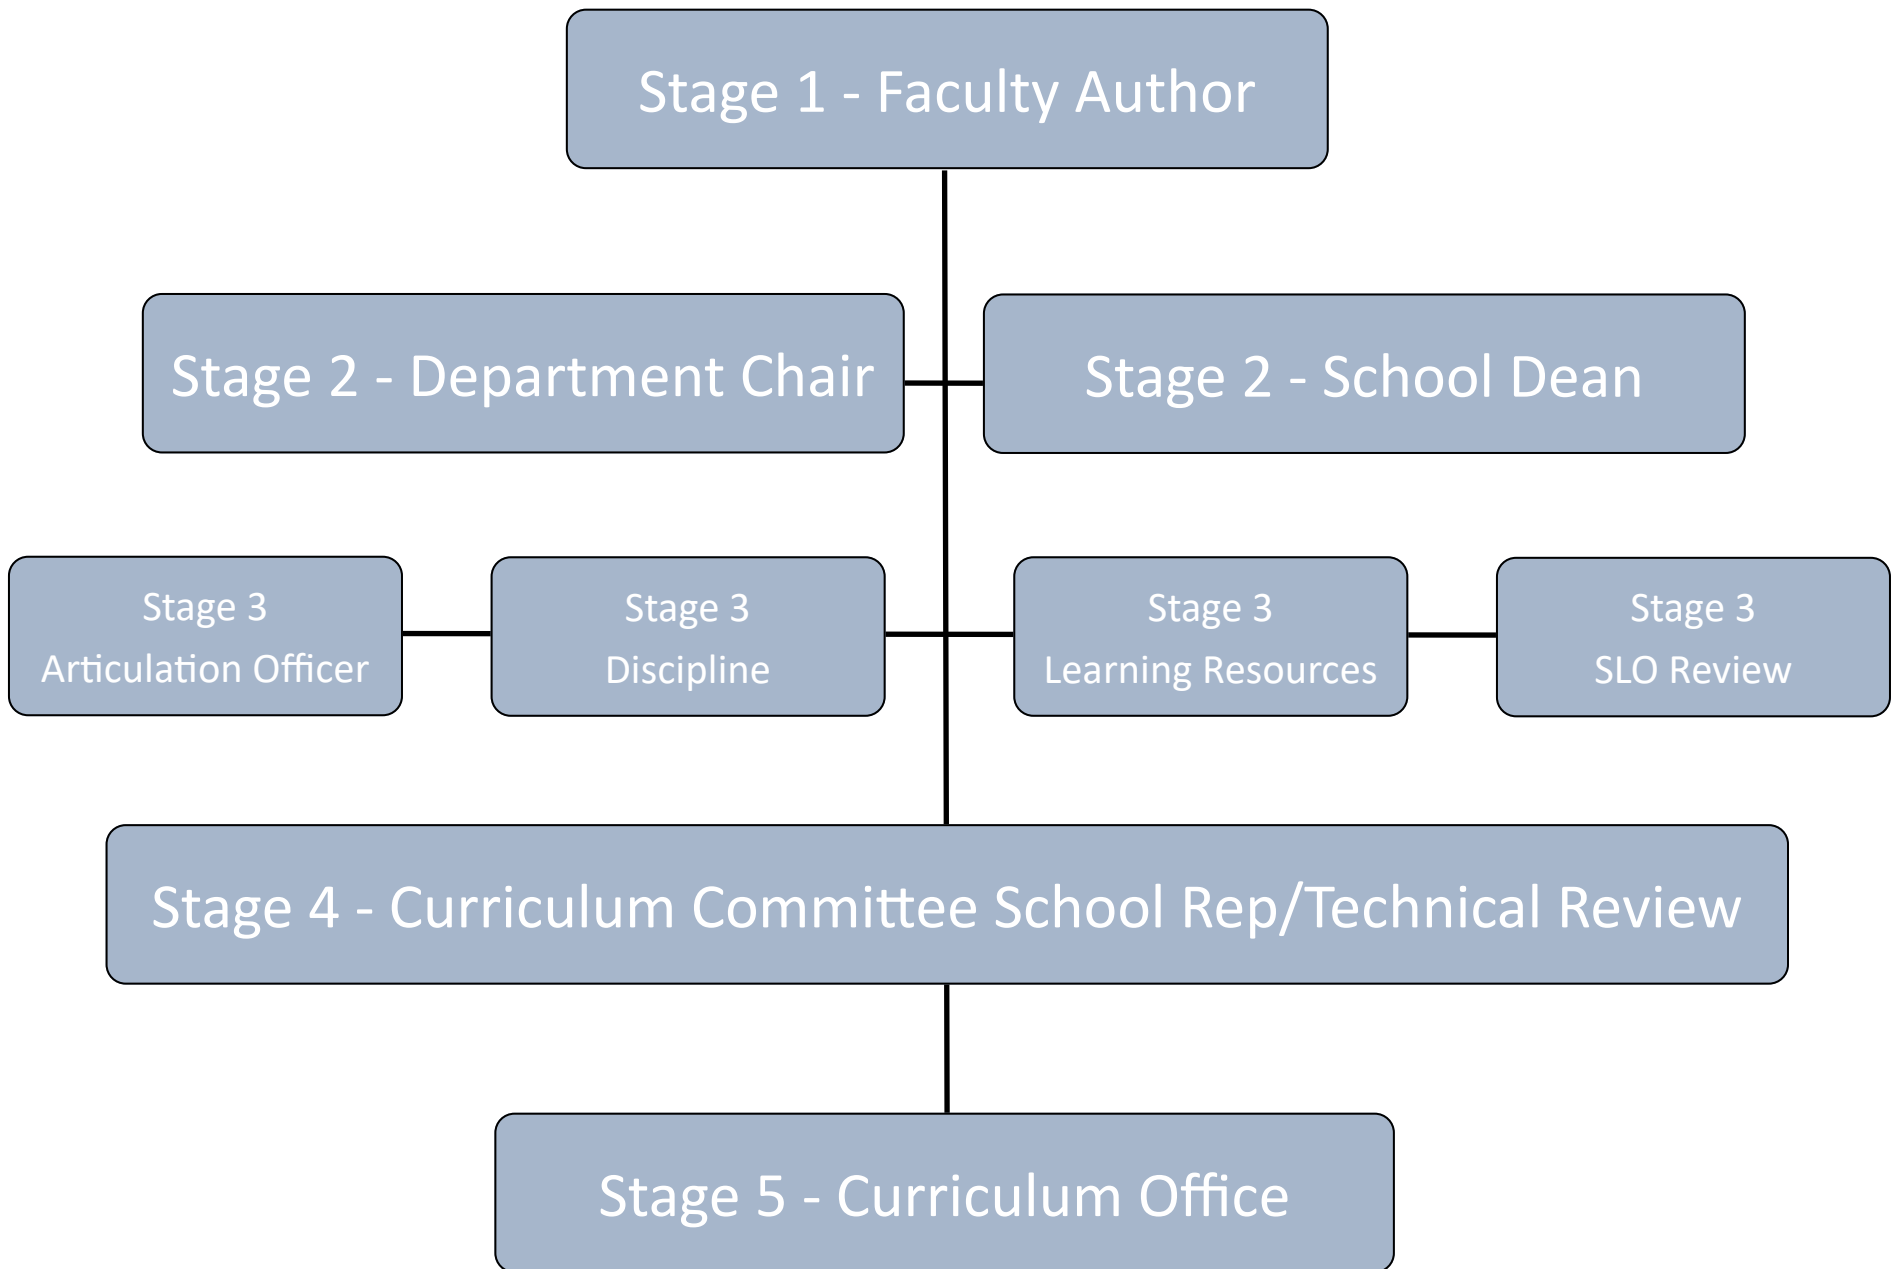 Stage 1 - Faculty Author
Stage 2 - Department Chair
Stage 2 - School Dean
Stage 3
Articulation Officer
Stage 3
Discipline
Stage 3
Learning Resources
Stage 3
SLO Review
Stage 4 - Curriculum Committee School Rep/Technical Review
Stage 5 - Curriculum Office